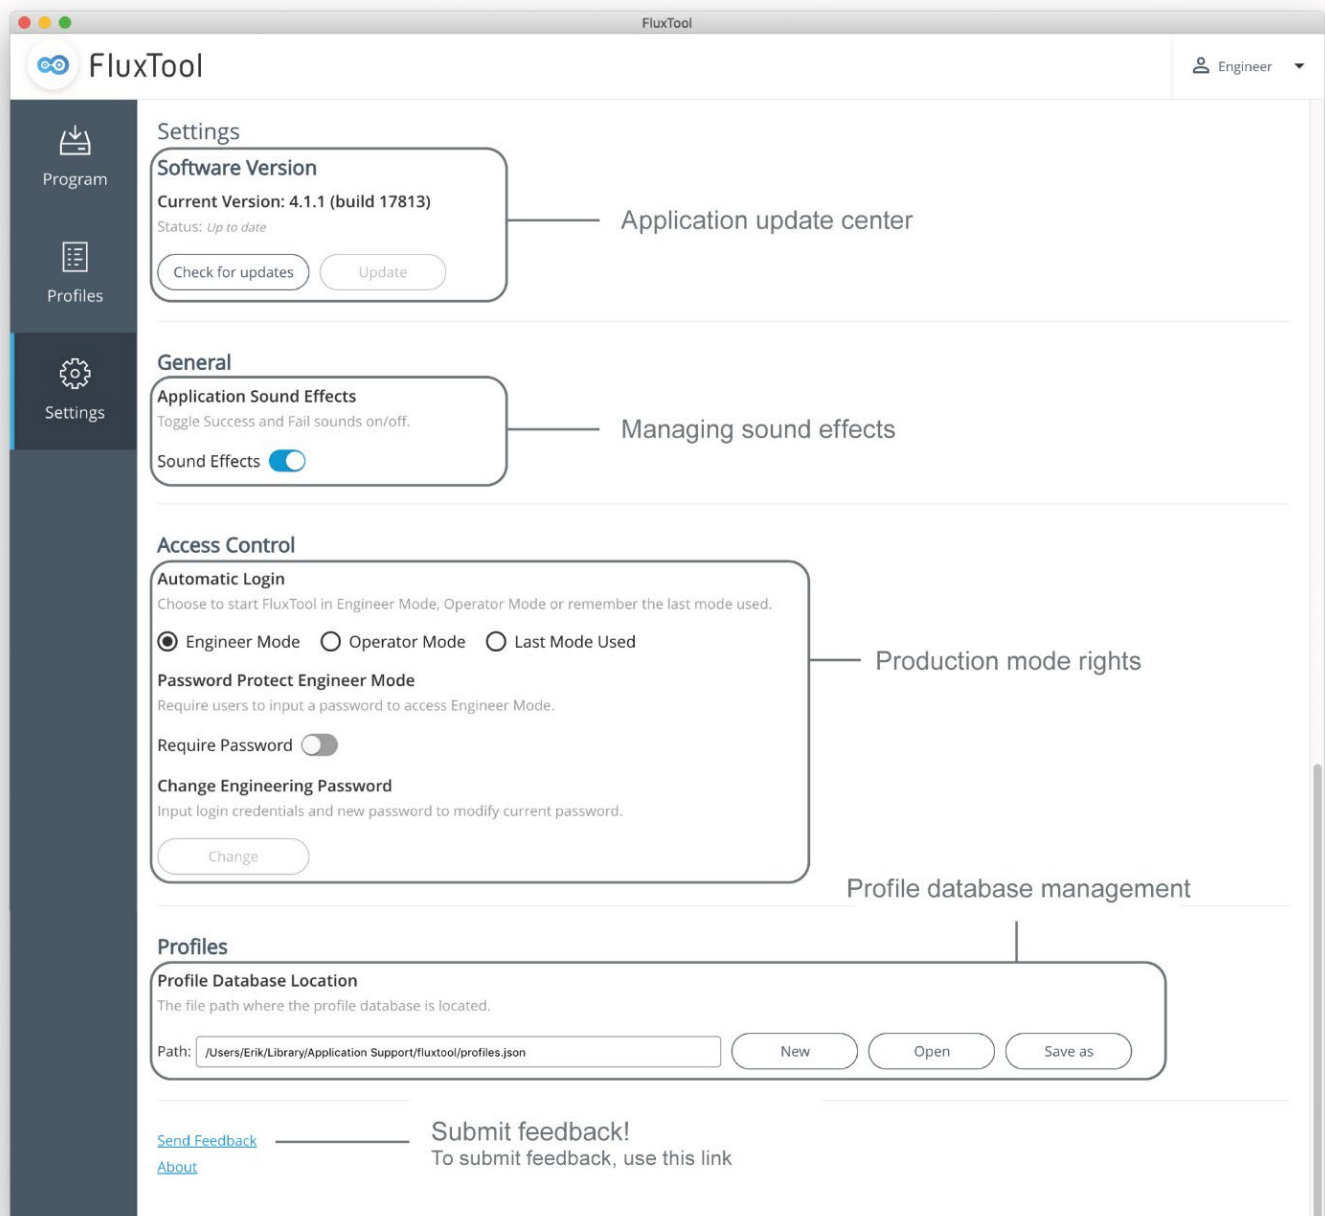 FluxTool
FluxTool
Engineer
Program
Profiles
Settings
Settings
Software Version
Current Version: 4.1.1 (build 17813)
Status: Up to date
Check for updates
Update
Application update center
General
Application Sound Effects
Toggle Success and Fail sounds on/off.
Sound Effects
Managing sound effects
Access Control
Automatic Login
Choose to start FluxTool in Engineer Mode, Operator Mode or remember the last mode used.
Engineer Mode Operator Mode Last Mode Used
Password Protect Engineer Mode
Require users to input a password to access Engineer Mode.
Require Password
Change Engineering Password
Input login credentials and new password to modify current password.
Change
Production mode rights
Profile database management
Profiles
Profile Database Location
The file path where the profile database is located.
Path: /Users/Erik/Library/Application Support/fluxtool/profiles.json New Open Save as
Send Feedback
About
Submit feedback!
To submit feedback, use this link